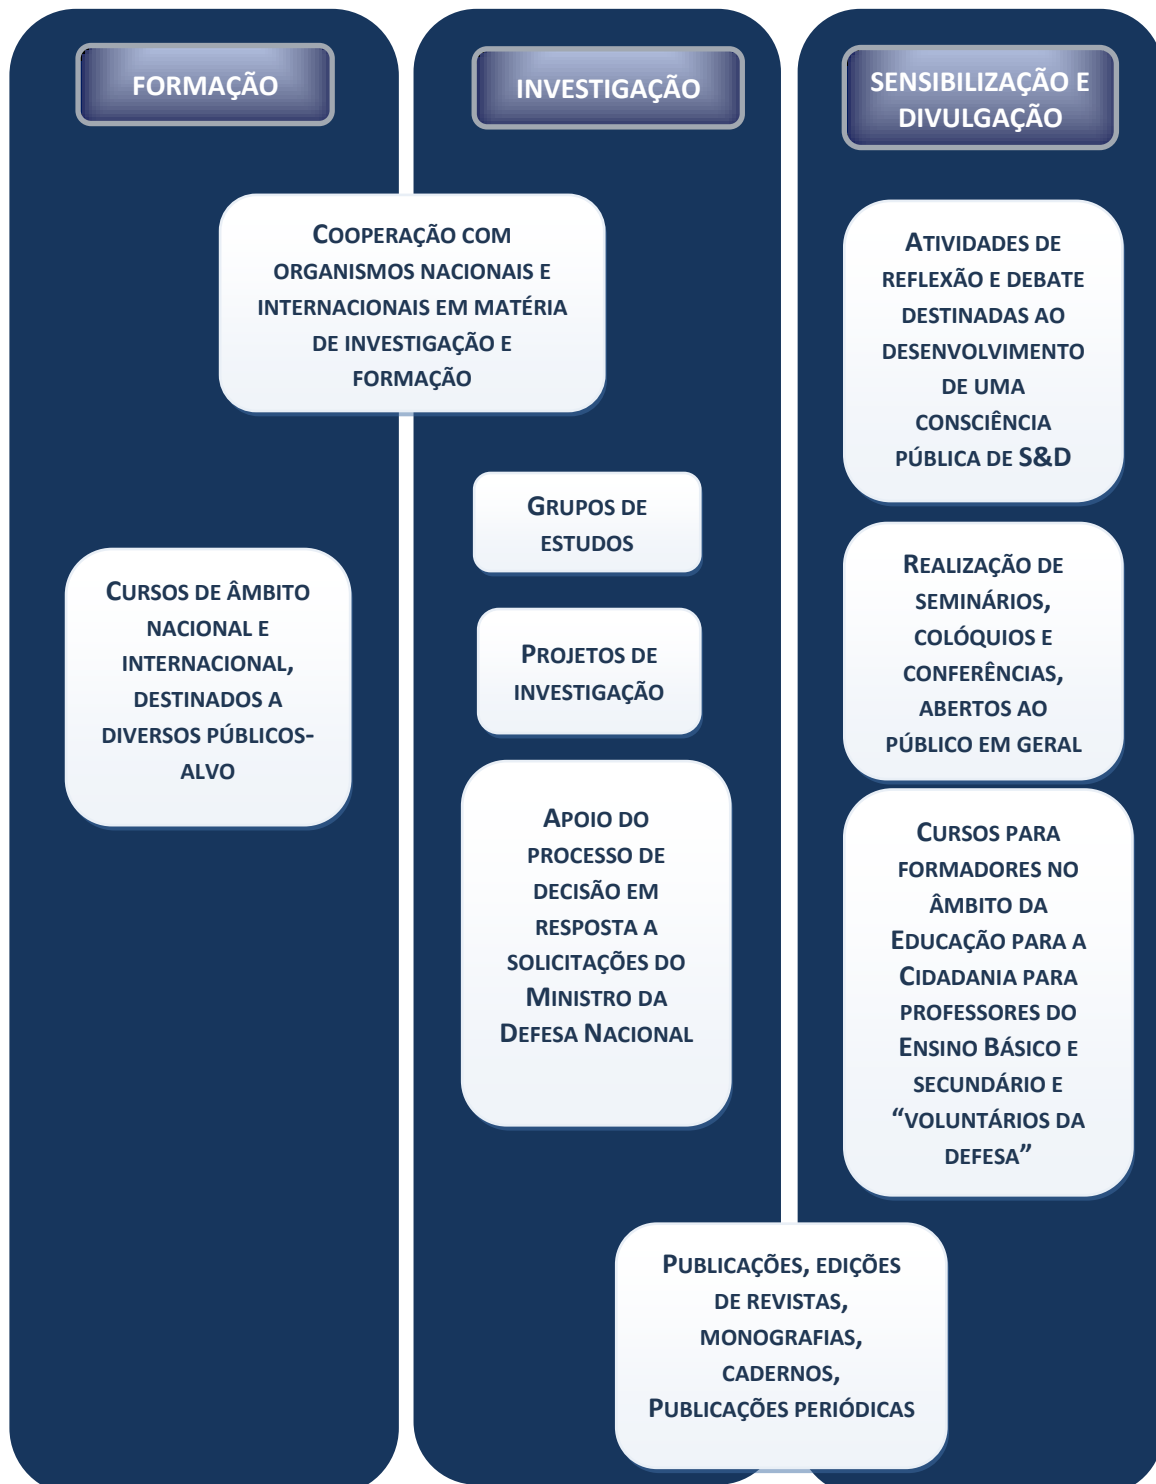 FORMAÇÃO
COOPERAÇÃO COM
ORGANISMOS NACIONAIS E
INTERNACIONAIS EM MATÉRIA
DE INVESTIGAÇÃO E
FORMAÇÃO
CURSOS DE ÂMBITO
NACIONAL E
INTERNACIONAL,
DESTINADOS A
DIVERSOS PÚBLICOS-
ALVO
INVESTIGAÇÃO
GRUPOS DE
ESTUDOS
PROJETOS DE
INVESTIGAÇÃO
APOIO DO
PROCESSO DE
DECISÃO EM
RESPOSTA A
SOLICITAÇÕES DO
MINISTRO DA
DEFESA NACIONAL
SENSIBILIZAÇÃO E
DIVULGAÇÃO
ATIVIDADES DE
REFLEXÃO E DEBATE
DESTINADAS AO
DESENVOLVIMENTO
DE UMA
CONSCIÊNCIA
PÚBLICA DE S&D
REALIZAÇÃO DE
SEMINÁRIOS,
COLÓQUIOS E
CONFERÊNCIAS,
ABERTOS AO
PÚBLICO EM GERAL
CURSOS PARA
FORMADORES NO
ÂMBITO DA
EDUCAÇÃO PARA A
CIDADANIA PARA
PROFESSORES DO
ENSINO BÁSICO E
SECUNDÁRIO E
“VOLUNTÁRIOS DA
DEFESA”
PUBLICAÇÕES, EDIÇÕES
DE REVISTAS,
MONOGRAFIAS,
CADERNOS,
PUBLICAÇÕES PERIÓDICAS